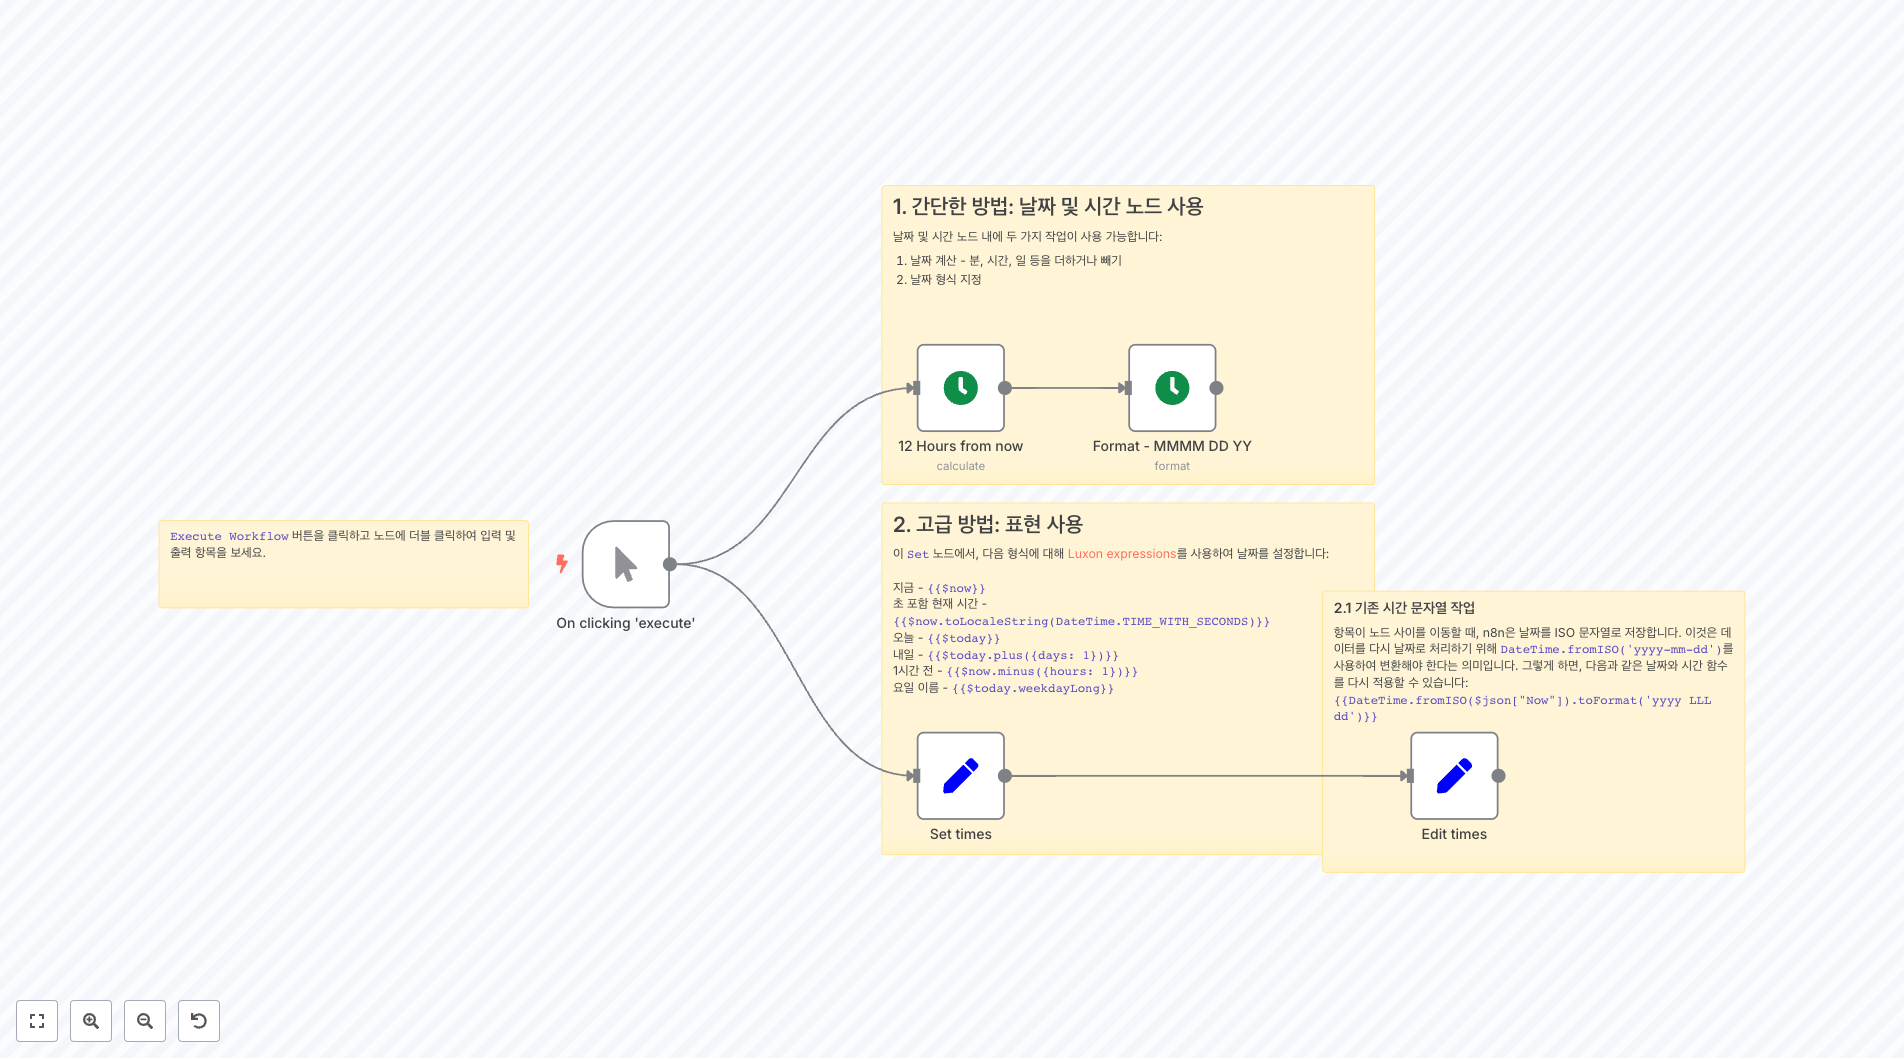 Execute Workflow 버튼을 클릭하고 노드에 더블 클릭하여 입력 및
출력 항목을 보세요.
On clicking 'execute'
1. 간단한 방법: 날짜 및 시간 노드 사용
날짜 및 시간 노드 내에 두 가지 작업이 사용 가능합니다:
1. 날짜 계산 - 분, 시간, 일 등을 더하거나 빼기
2. 날짜 형식 지정
12 Hours from now
calculate
Format - MMMM DD YY
format
2. 고급 방법: 표현 사용
이 Set 노드에서, 다음 형식에 대해 Luxon expressions를 사용하여 날짜를 설정합니다:
지금 - {{$now}}
초 포함 현재 시간 -
{{$now.toLocaleString(DateTime.TIME_WITH_SECONDS)}}
오늘 - {{$today}}
내일 - {{$today.plus({days: 1})}}
1시간 전 - {{$now.minus({hours: 1})}}
요일 이름 - {{$today.weekdayLong}}
Set times
2.1 기존 시간 문자열 작업
항목이 노드 사이를 이동할 때, n8n은 날짜를 ISO 문자열로 저장합니다. 이것은 데
이터를 다시 날짜로 처리하기 위해 DateTime.fromISO('yyyy-mm-dd')를
사용하여 변환해야 한다는 의미입니다. 그렇게 하면, 다음과 같은 날짜와 시간 함수
를 다시 적용할 수 있습니다:
{{DateTime.fromISO($json["Now"]).toFormat('yyyy LLL
dd')}}
Edit times